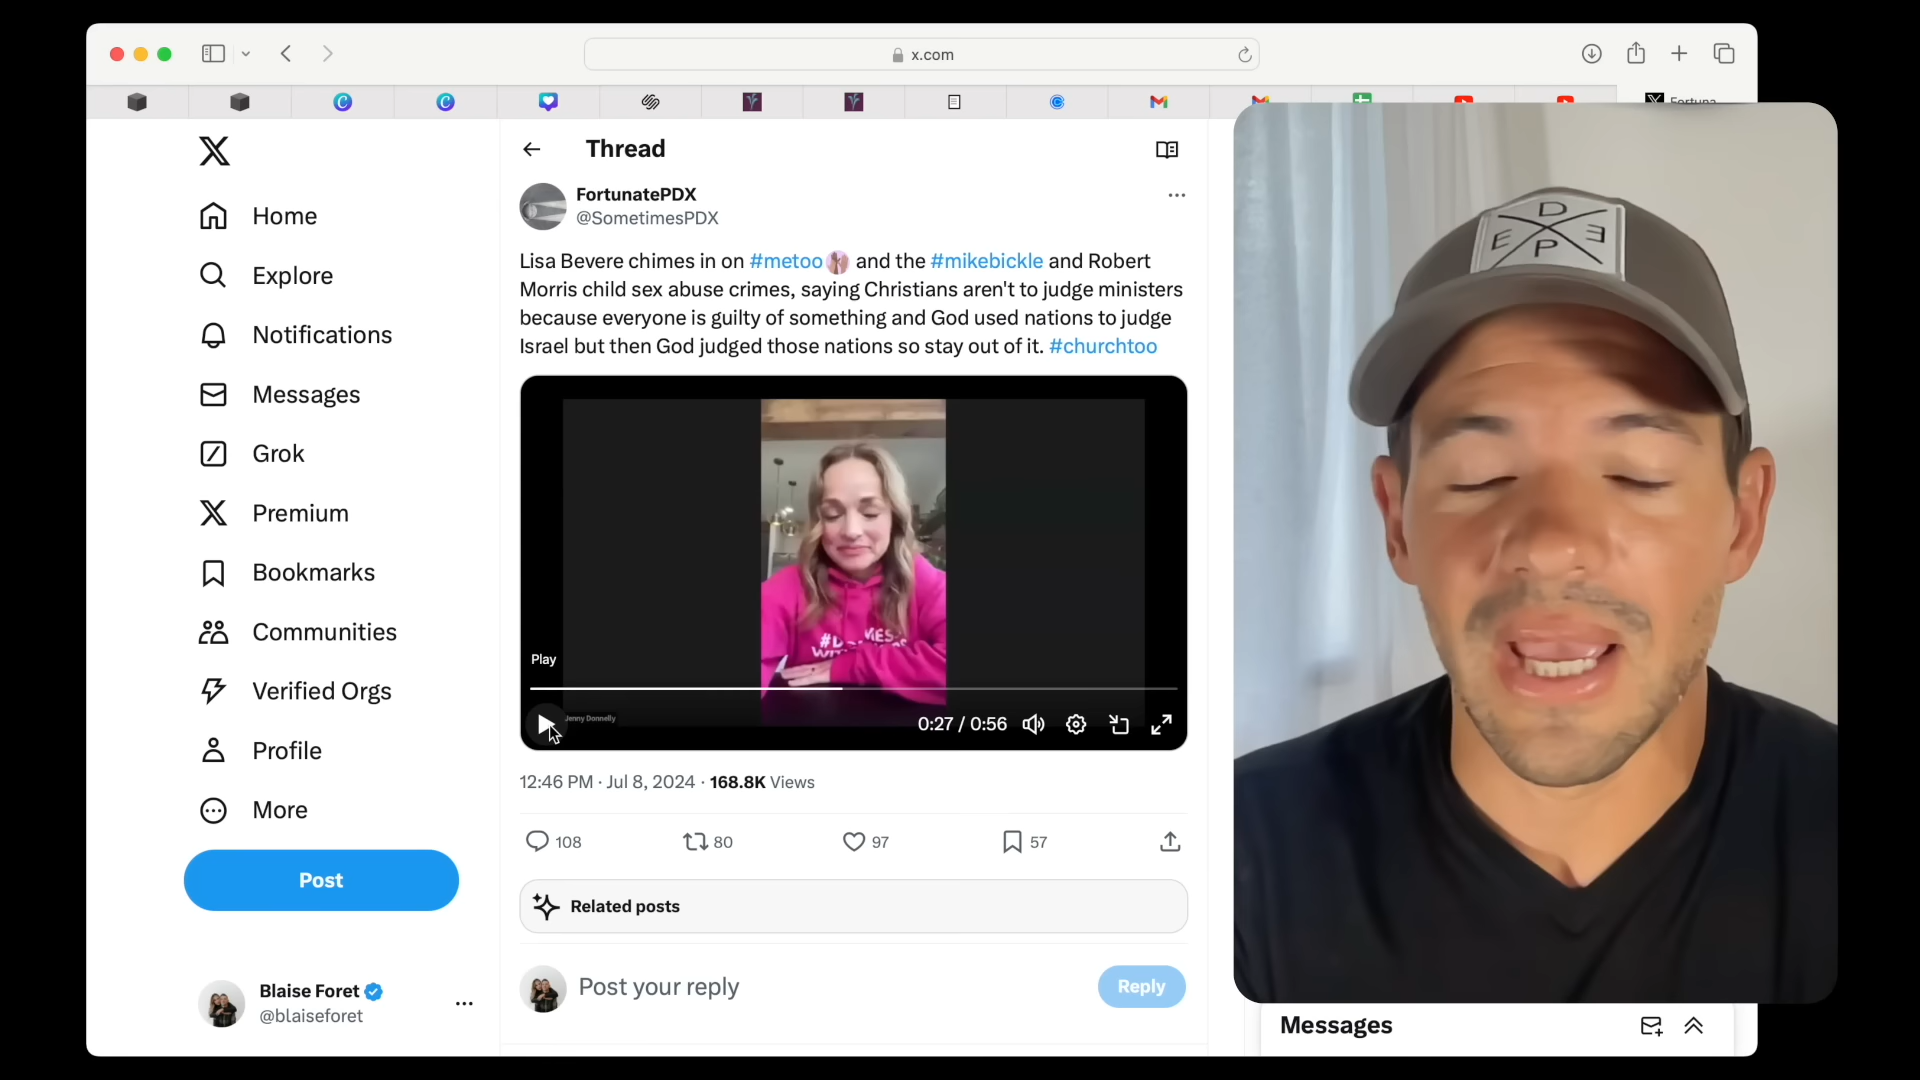 x.com
Fortuna
Thread
FortunatePDX
@SometimesPDX
Home
Explore
Notifications
Messages
Grok
Premium
Bookmarks
Communities
Verified Orgs
Profile
More
Post
Blaise Foret
@blaiseforet
Lisa Bevere chimes in on #metoo and the #mikebickle and Robert
Morris child sex abuse crimes, saying Christians aren't to judge ministers
because everyone is guilty of something and God used nations to judge
Israel but then God judged those nations so stay out of it. #churchtoo
Play
Jenny Donnelly
0:27 / 0:56
12:46 PM · Jul 8, 2024 · 168.8K Views
108
80
97
57
Related posts
Post your reply
Reply
Messages
D
E E
P